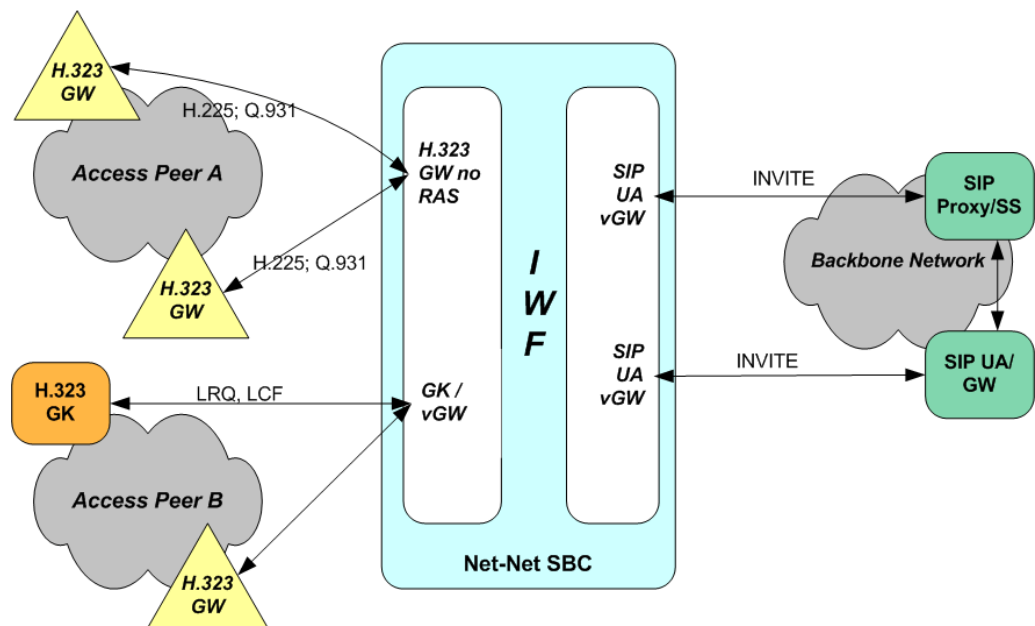 H.323
GW
H.225; Q.931
Access Peer A
H.225; Q.931
H.323
GW
H.323
GK
LRQ, LCF
Access Peer B
H.323
GW
H.323
GW no
RAS
GK /
vGW
I
W
F
SIP
UA
vGW
SIP
UA
vGW
Net-Net SBC
INVITE
INVITE
SIP
Proxy/SS
Backbone Network
SIP UA/
GW